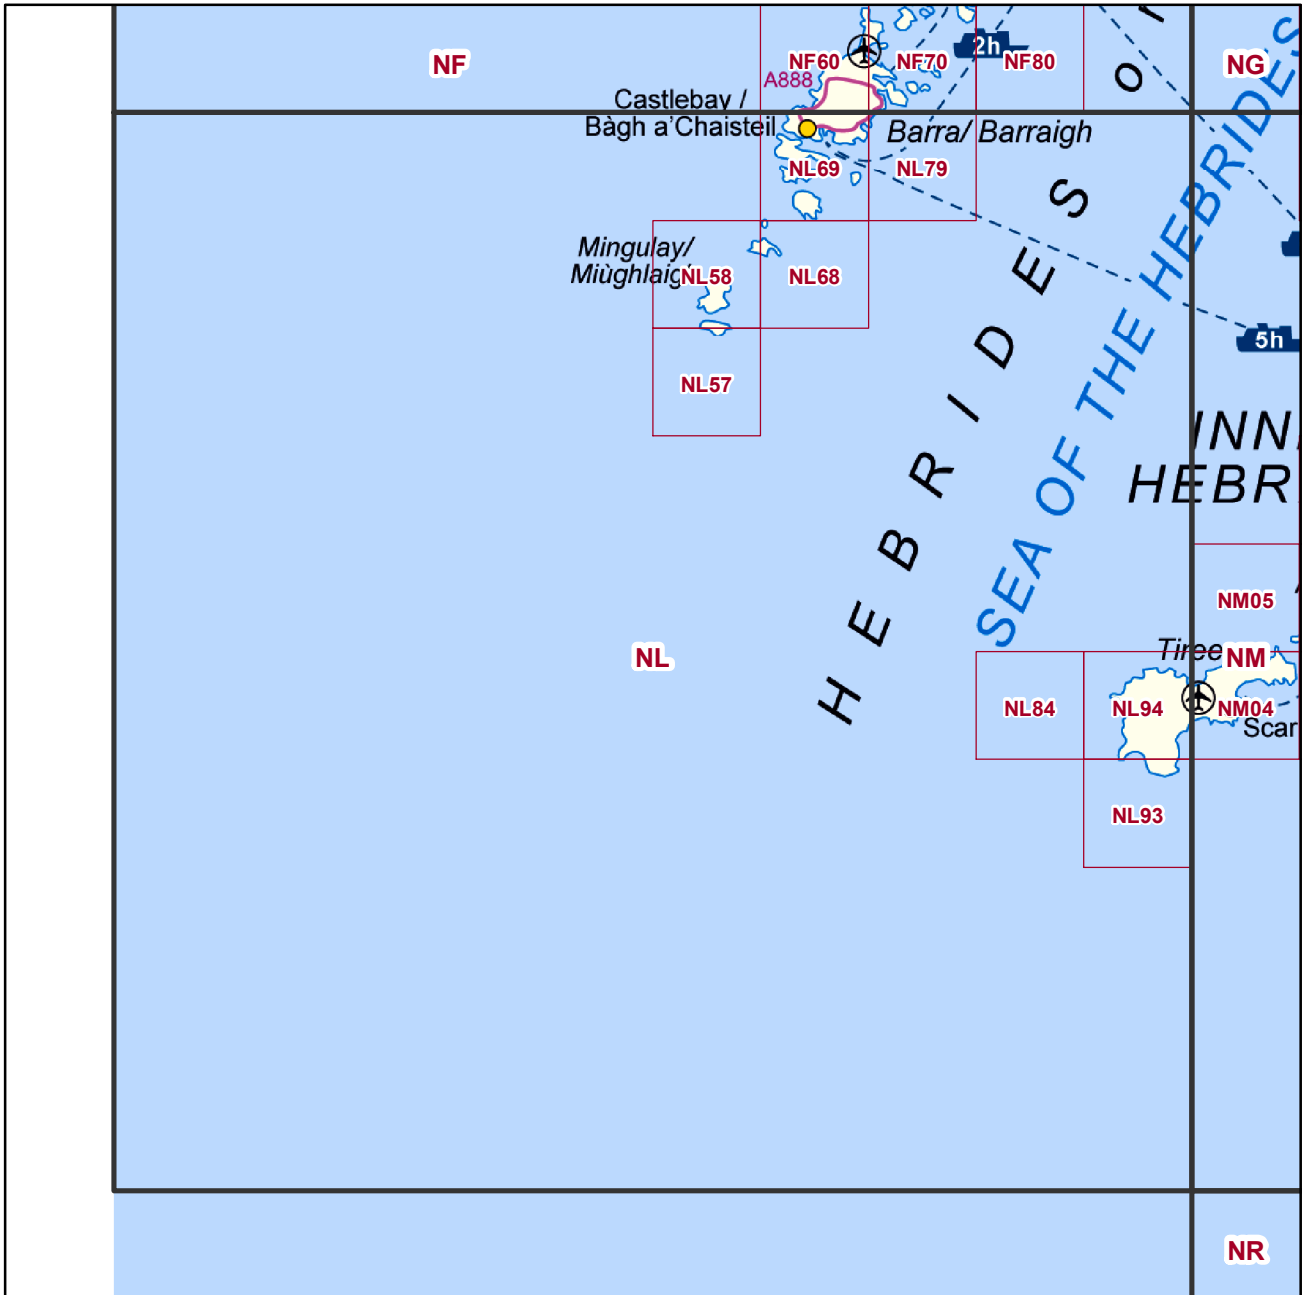 NF
NF60
NF70
2h
NF80
NG
A888
Castlebay /
Bàgh a'Chaisteil
Barra/ Barraigh
NL69
NL79
Mingulay/
Miùghlaig
NL58
NL68
NL57
HEBRIDES
SEA OF THE HEBRIDES
5h
INN
HEBR
NM05
NL
Tiree
NM
NL84
NL94
NM04
Scar
NL93
NR